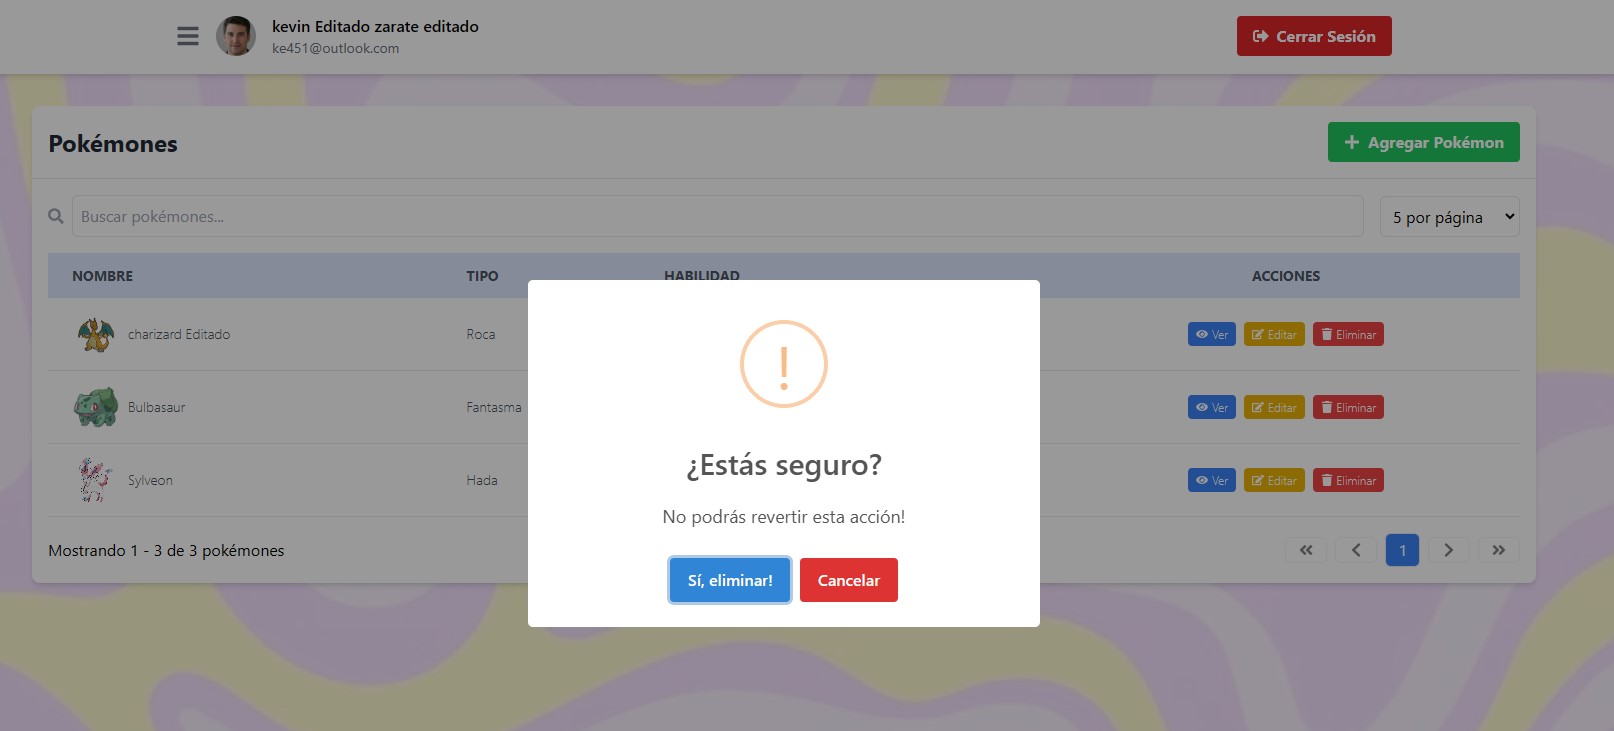 kevin Editado zarate editado
ke451@outlook.com
Cerrar Sesión
Pokémones
Agregar Pokémon
Buscar pokémones...
5 por página
NOMBRE TIPO HABILIDAD ACCIONES
charizard Editado Roca Ver Editar Eliminar
Bulbasaur Fantasma Ver Editar Eliminar
Sylveon Hada Ver Editar Eliminar
Mostrando 1 - 3 de 3 pokémones
« ‹ 1 › »
!
¿Estás seguro?
No podrás revertir esta acción!
Sí, eliminar! Cancelar